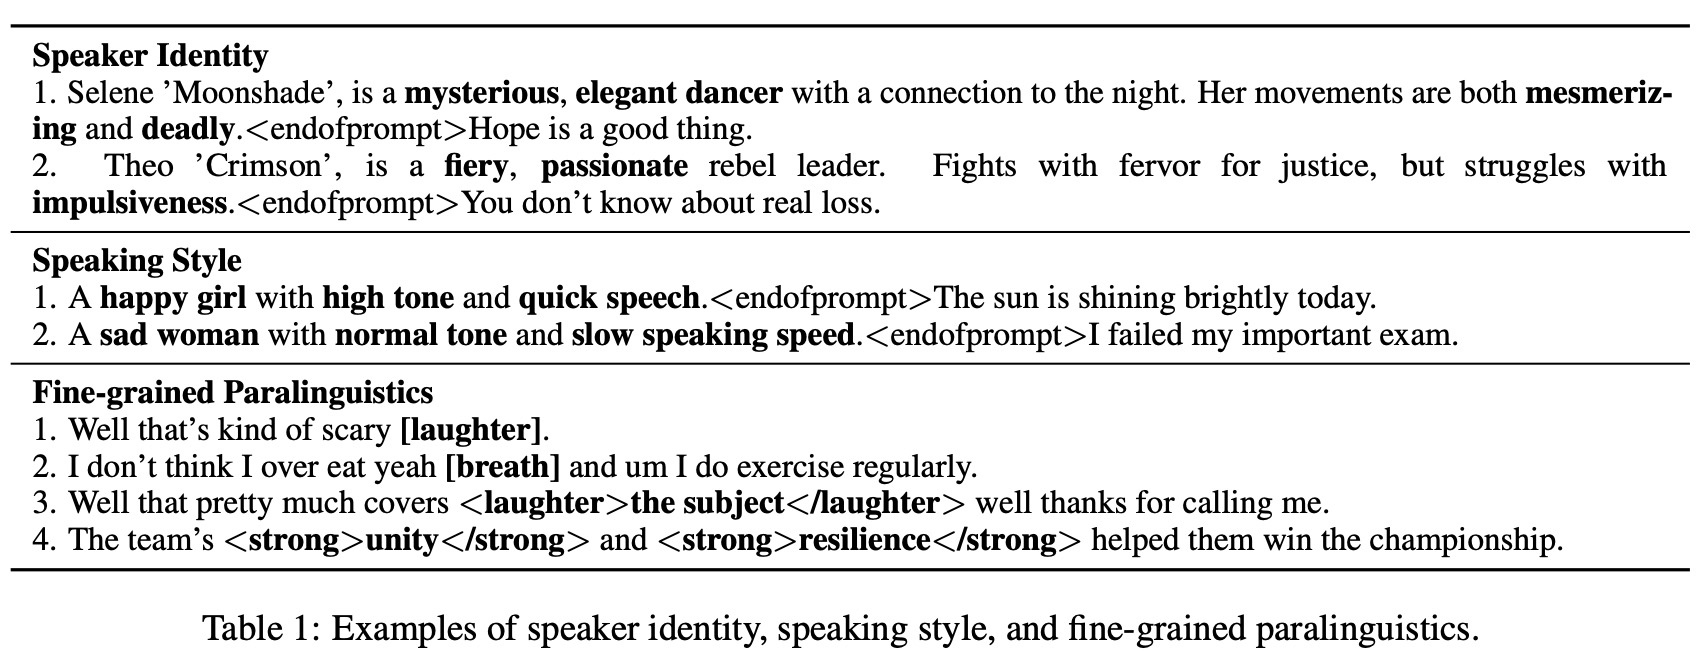 Speaker Identity
1. Selene ’Moonshade’, is a mysterious, elegant dancer with a connection to the night. Her movements are both mesmeriz-
ing and deadly.<endofprompt>Hope is a good thing.
2. Theo ’Crimson’, is a fiery, passionate rebel leader. Fights with fervor for justice, but struggles with
impulsiveness.<endofprompt>You don’t know about real loss.
Speaking Style
1. A happy girl with high tone and quick speech.<endofprompt>The sun is shining brightly today.
2. A sad woman with normal tone and slow speaking speed.<endofprompt>I failed my important exam.
Fine-grained Paralinguistics
1. Well that’s kind of scary [laughter].
2. I don’t think I over eat yeah [breath] and um I do exercise regularly.
3. Well that pretty much covers <laughter>the subject</laughter> well thanks for calling me.
4. The team’s <strong>unity</strong> and <strong>resilience</strong> helped them win the championship.
Table 1: Examples of speaker identity, speaking style, and fine-grained paralinguistics.